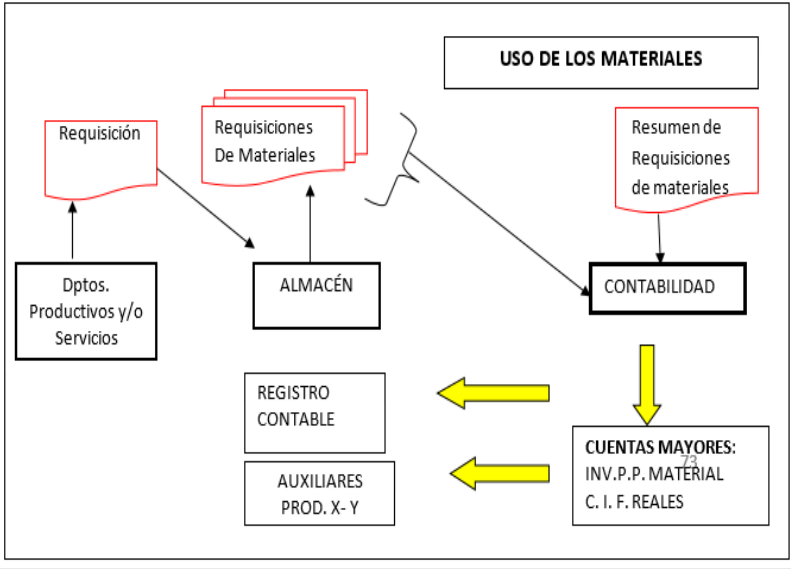 USO DE LOS MATERIALES
Requisición
Requisiciones
De Materiales
Resumen de
Requisiciones
de materiales
Dptos.
Productivos y/o
Servicios
ALMACÉN
CONTABILIDAD
REGISTRO
CONTABLE
AUXILIARES
PROD. X- Y
CUENTAS MAYORES:
73
INV.P.P. MATERIAL
C. I. F. REALES